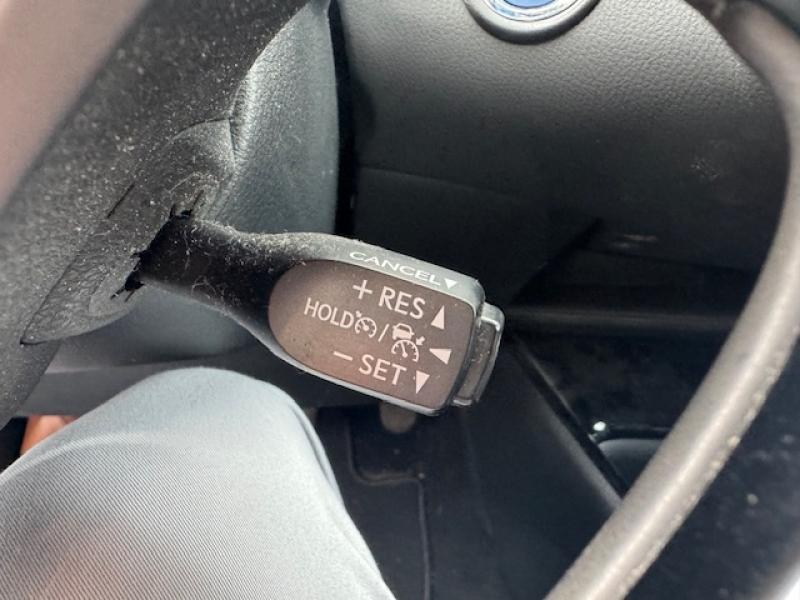 CANCEL▼
+ RES ▲
HOLD /
− SET ▼